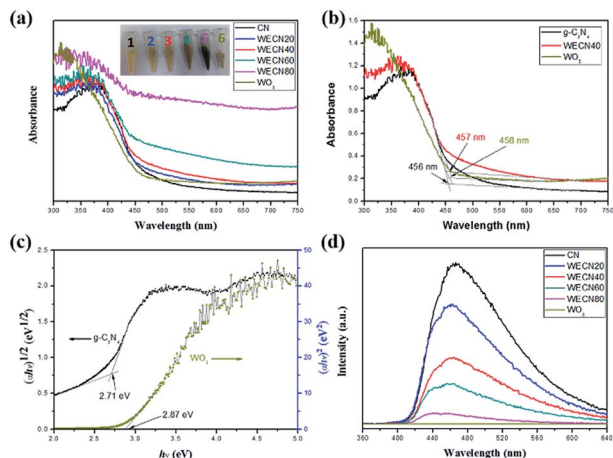 (a)
CN
WECN20
WECN40
WECN60
WECN80
WO3
1 2 3 5 6
Absorbance
300 350 400 450 500 550 600 650 700 750
Wavelength (nm)
(b)
g-C3N4
WECN40
WO3
457 nm
458 nm
456 nm
Absorbance
1.6
1.4
1.2
1.0
0.8
0.6
0.4
0.2
0.0
300 350 400 450 500 550 600 650 700 750
Wavelength (nm)
(c)
2.5
2.0
1.5
1.0
0.5
0.0
(αhν)1/2 (eV1/2)
g-C3N4
WO3
2.71 eV
2.87 eV
50
40
30
20
10
0
(αhν)2 (eV2)
2.0 2.5 3.0 3.5 4.0 4.5 5.0
hν (eV)
(d)
CN
WECN20
WECN40
WECN60
WECN80
WO3
Intensity (a.u.)
360 400 440 480 520 560 600 640
Wavelength (nm)